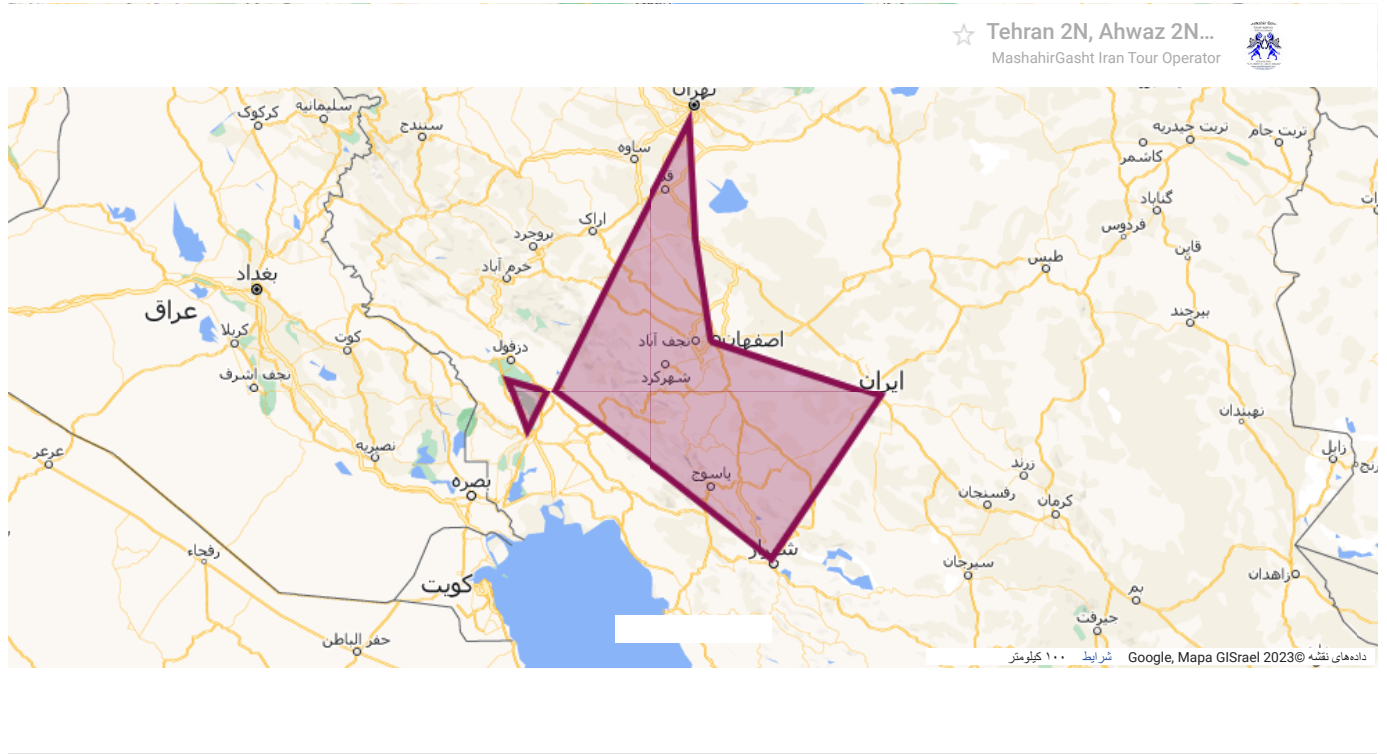 Tehran 2N, Ahwaz 2N...
MashahirGasht Iran Tour Operator
تهران
سلیمانیه
کرکوک
سنندج
ساوه
تربت حیدریه
تربت جام
کاشمر
گناباد
اراک
بروجرد
فردوس
قاین
خرم آباد
طبس
بغداد
عراق
بیرجند
کربلا
کوت
اصفهان
نجف آباد
دزفول
نجف اشرف
شهرکرد
ایران
نهبندان
نصیریه
عرعر
زابل
زرند
یاسوج
بصره
رفسنجان
کرمان
رفحاء
شیراز
سیرجان
زاهدان
کویت
بم
جیرفت
حفر الباطن
داده‌های نقشه ©2023 Google, Mapa GISrael
شرایط
۱۰۰ کیلومتر